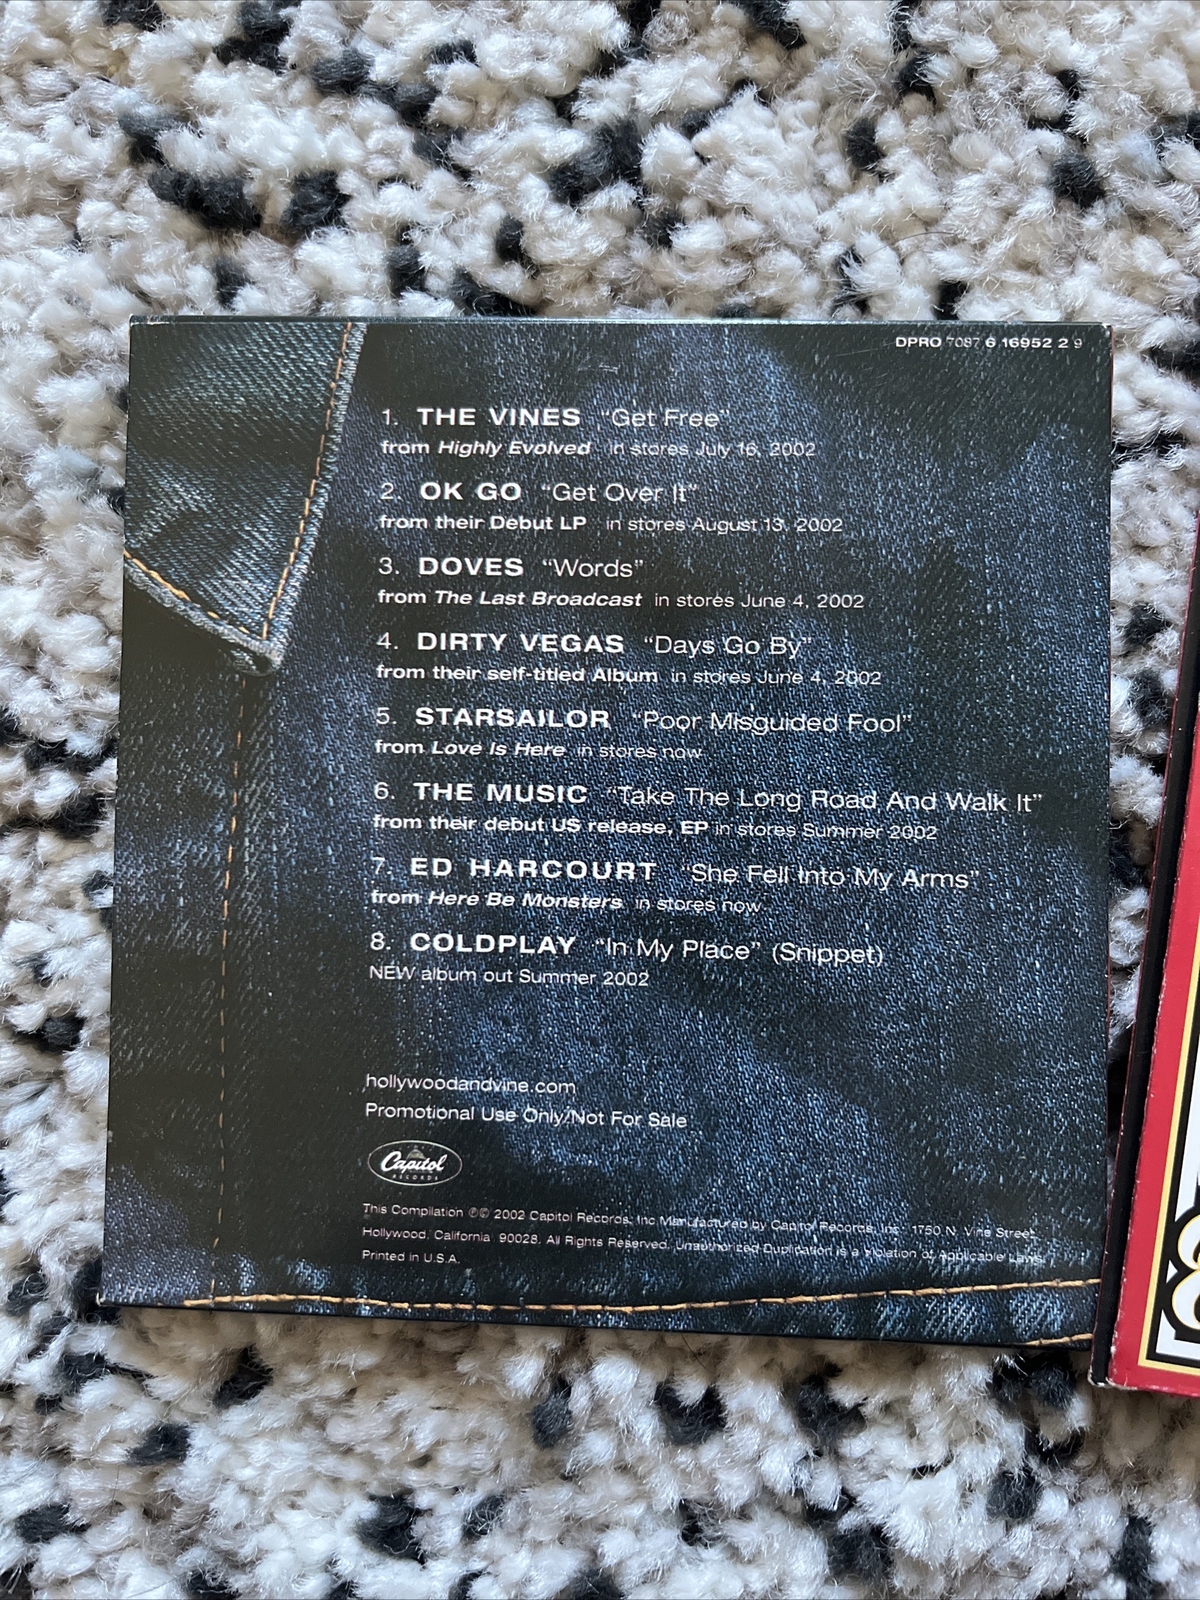 DPRO 7087 6 16952 2 9
1. THE VINES "Get Free"
from Highly Evolved in stores July 16, 2002
2. OK GO "Get Over It"
from their Debut LP in stores August 13, 2002
3. DOVES "Words"
from The Last Broadcast in stores June 4, 2002
4. DIRTY VEGAS "Days Go By"
from their self-titled Album in stores June 4, 2002
5. STARSAILOR "Poor Misguided Fool"
from Love Is Here in stores now
6. THE MUSIC "Take The Long Road And Walk It"
from their debut US release, EP in stores Summer 2002
7. ED HARCOURT "She Fell Into My Arms"
from Here Be Monsters in stores now
8. COLDPLAY "In My Place" (Snippet)
NEW album out Summer 2002
hollywoodandvine.com
Promotional Use Only/Not For Sale
Capitol
RECORDS
This Compilation ℗© 2002 Capitol Records, Inc. Manufactured by Capitol Records, Inc., 1750 N. Vine Street,
Hollywood, California 90028. All Rights Reserved. Unauthorized Duplication is a Violation of Applicable Laws.
Printed in U.S.A.